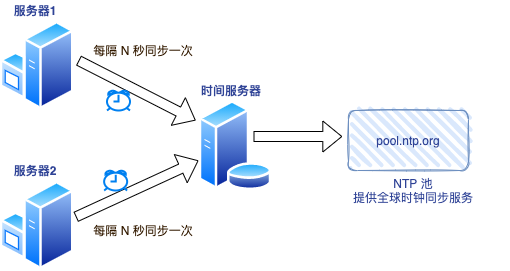 服务器1
每隔 N 秒同步一次
时间服务器
pool.ntp.org
服务器2
NTP 池
提供全球时钟同步服务
每隔 N 秒同步一次